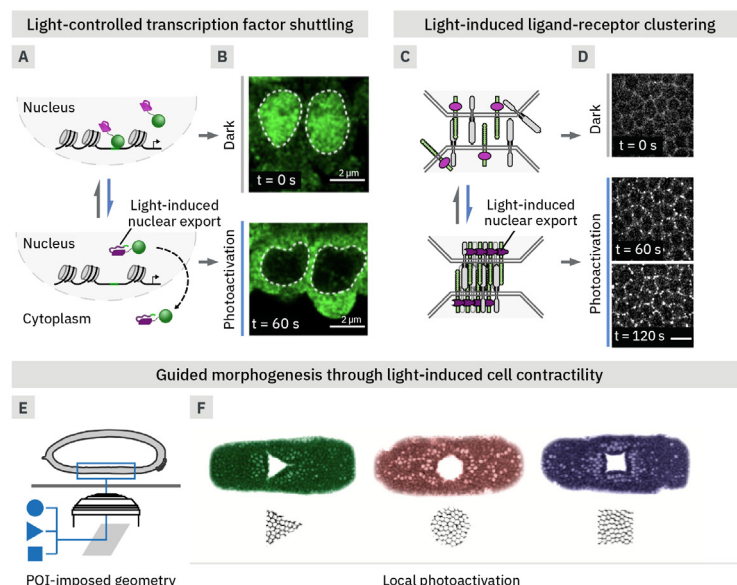 Light-controlled transcription factor shuttling
Light-induced ligand-receptor clustering
A
B
C
D
Nucleus
Dark
t = 0 s
2 µm
Light-induced
nuclear export
Nucleus
Cytoplasm
Photoactivation
t = 60 s
2 µm
Dark
t = 0 s
Light-induced
nuclear export
Photoactivation
t = 60 s
t = 120 s
Guided morphogenesis through light-induced cell contractility
E
F
POI-imposed geometry
Local photoactivation